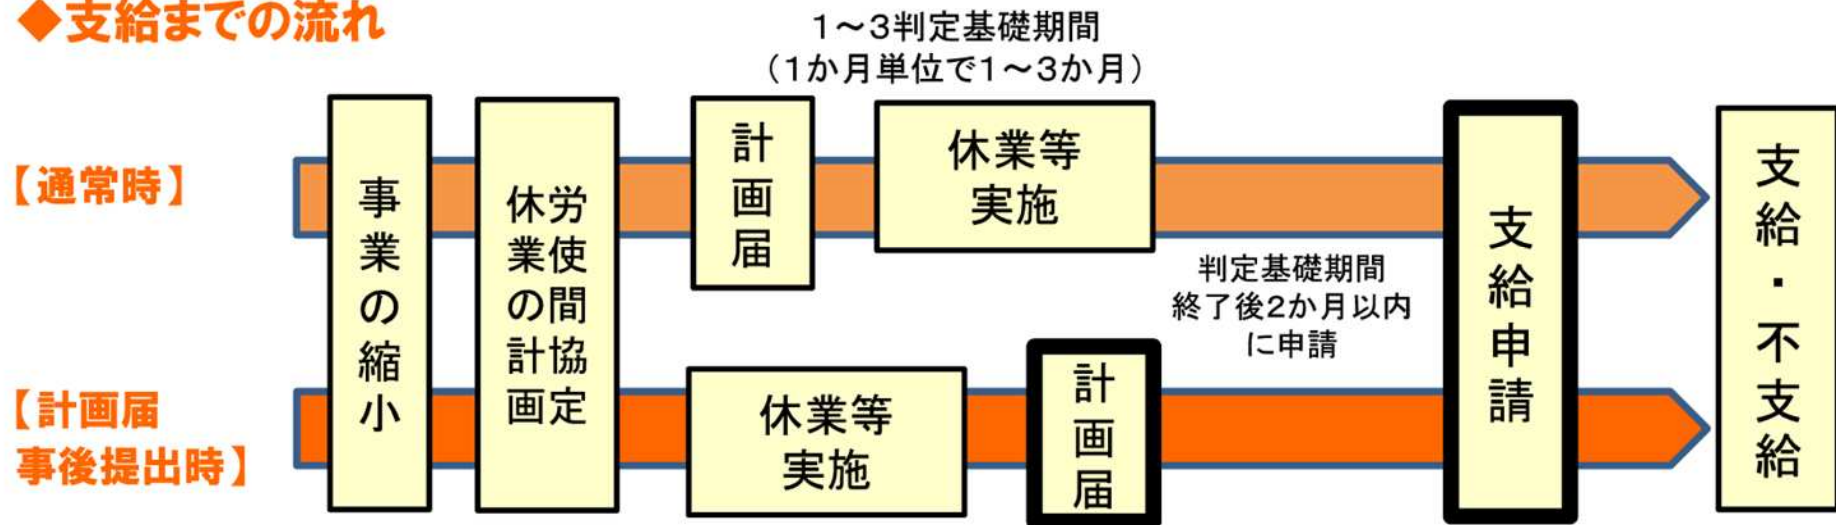 ◆支給までの流れ
1～3判定基礎期間
（1か月単位で1～3か月）
【通常時】
事業の縮小
労使間協定
休業の計画
計画届
休業等
実施
判定基礎期間
終了後2か月以内
に申請
支給申請
支給・不支給
【計画届
事後提出時】
休業等
実施
計画届